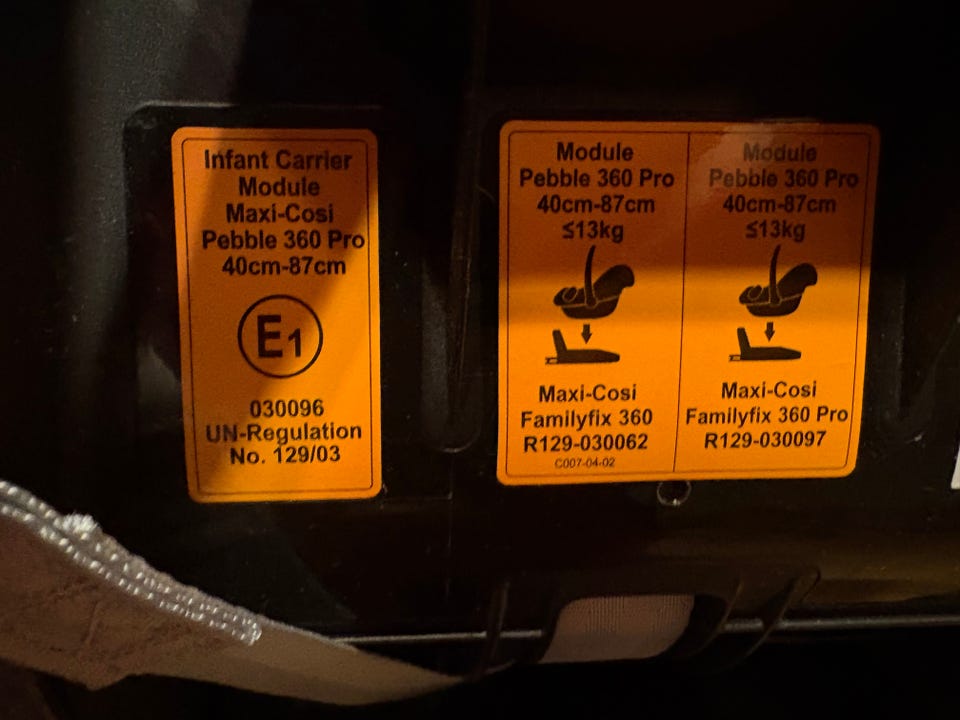 Infant Carrier
Module
Maxi-Cosi
Pebble 360 Pro
40cm-87cm
E1
030096
UN-Regulation
No. 129/03
Module
Pebble 360 Pro
40cm-87cm
≤13kg
Maxi-Cosi
Familyfix 360
R129-030062
C007-04-02
Module
Pebble 360 Pro
40cm-87cm
≤13kg
Maxi-Cosi
Familyfix 360 Pro
R129-030097